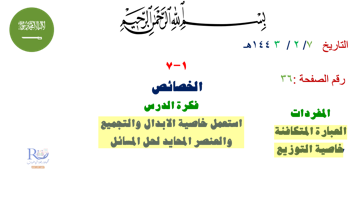 بسم الله الرحمن الرحيم
التاريخ ٧/ ٢ / ١٤٤٣هـ
رقم الصفحة :٣٦
٧-١
الخصائص
فكرة الدرس
استعمل خاصية الابدال والتجميع
والعنصر المحايد لحل المسائل
المفردات
العبارة المتكافئة
خاصية التوزيع